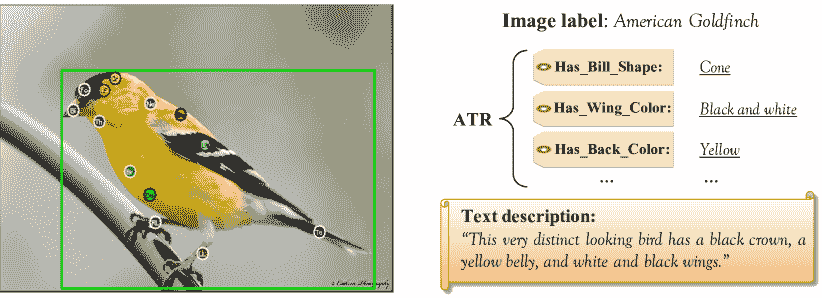 Image label: American Goldfinch
ATR
Has_Bill_Shape: Cone
Has_Wing_Color: Black and white
Has_Back_Color: Yellow
... ...
Text description:
"This very distinct looking bird has a black crown, a
yellow belly, and white and black wings."